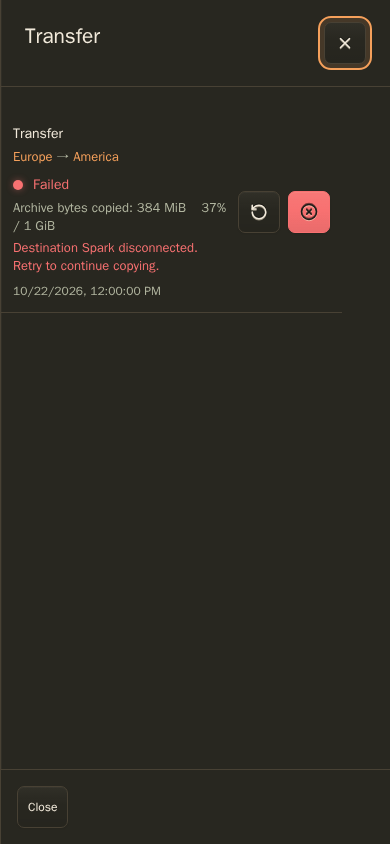 Transfer
Transfer
Europe → America
Failed
Archive bytes copied: 384 MiB 37%
/ 1 GiB
Destination Spark disconnected.
Retry to continue copying.
10/22/2026, 12:00:00 PM
Close